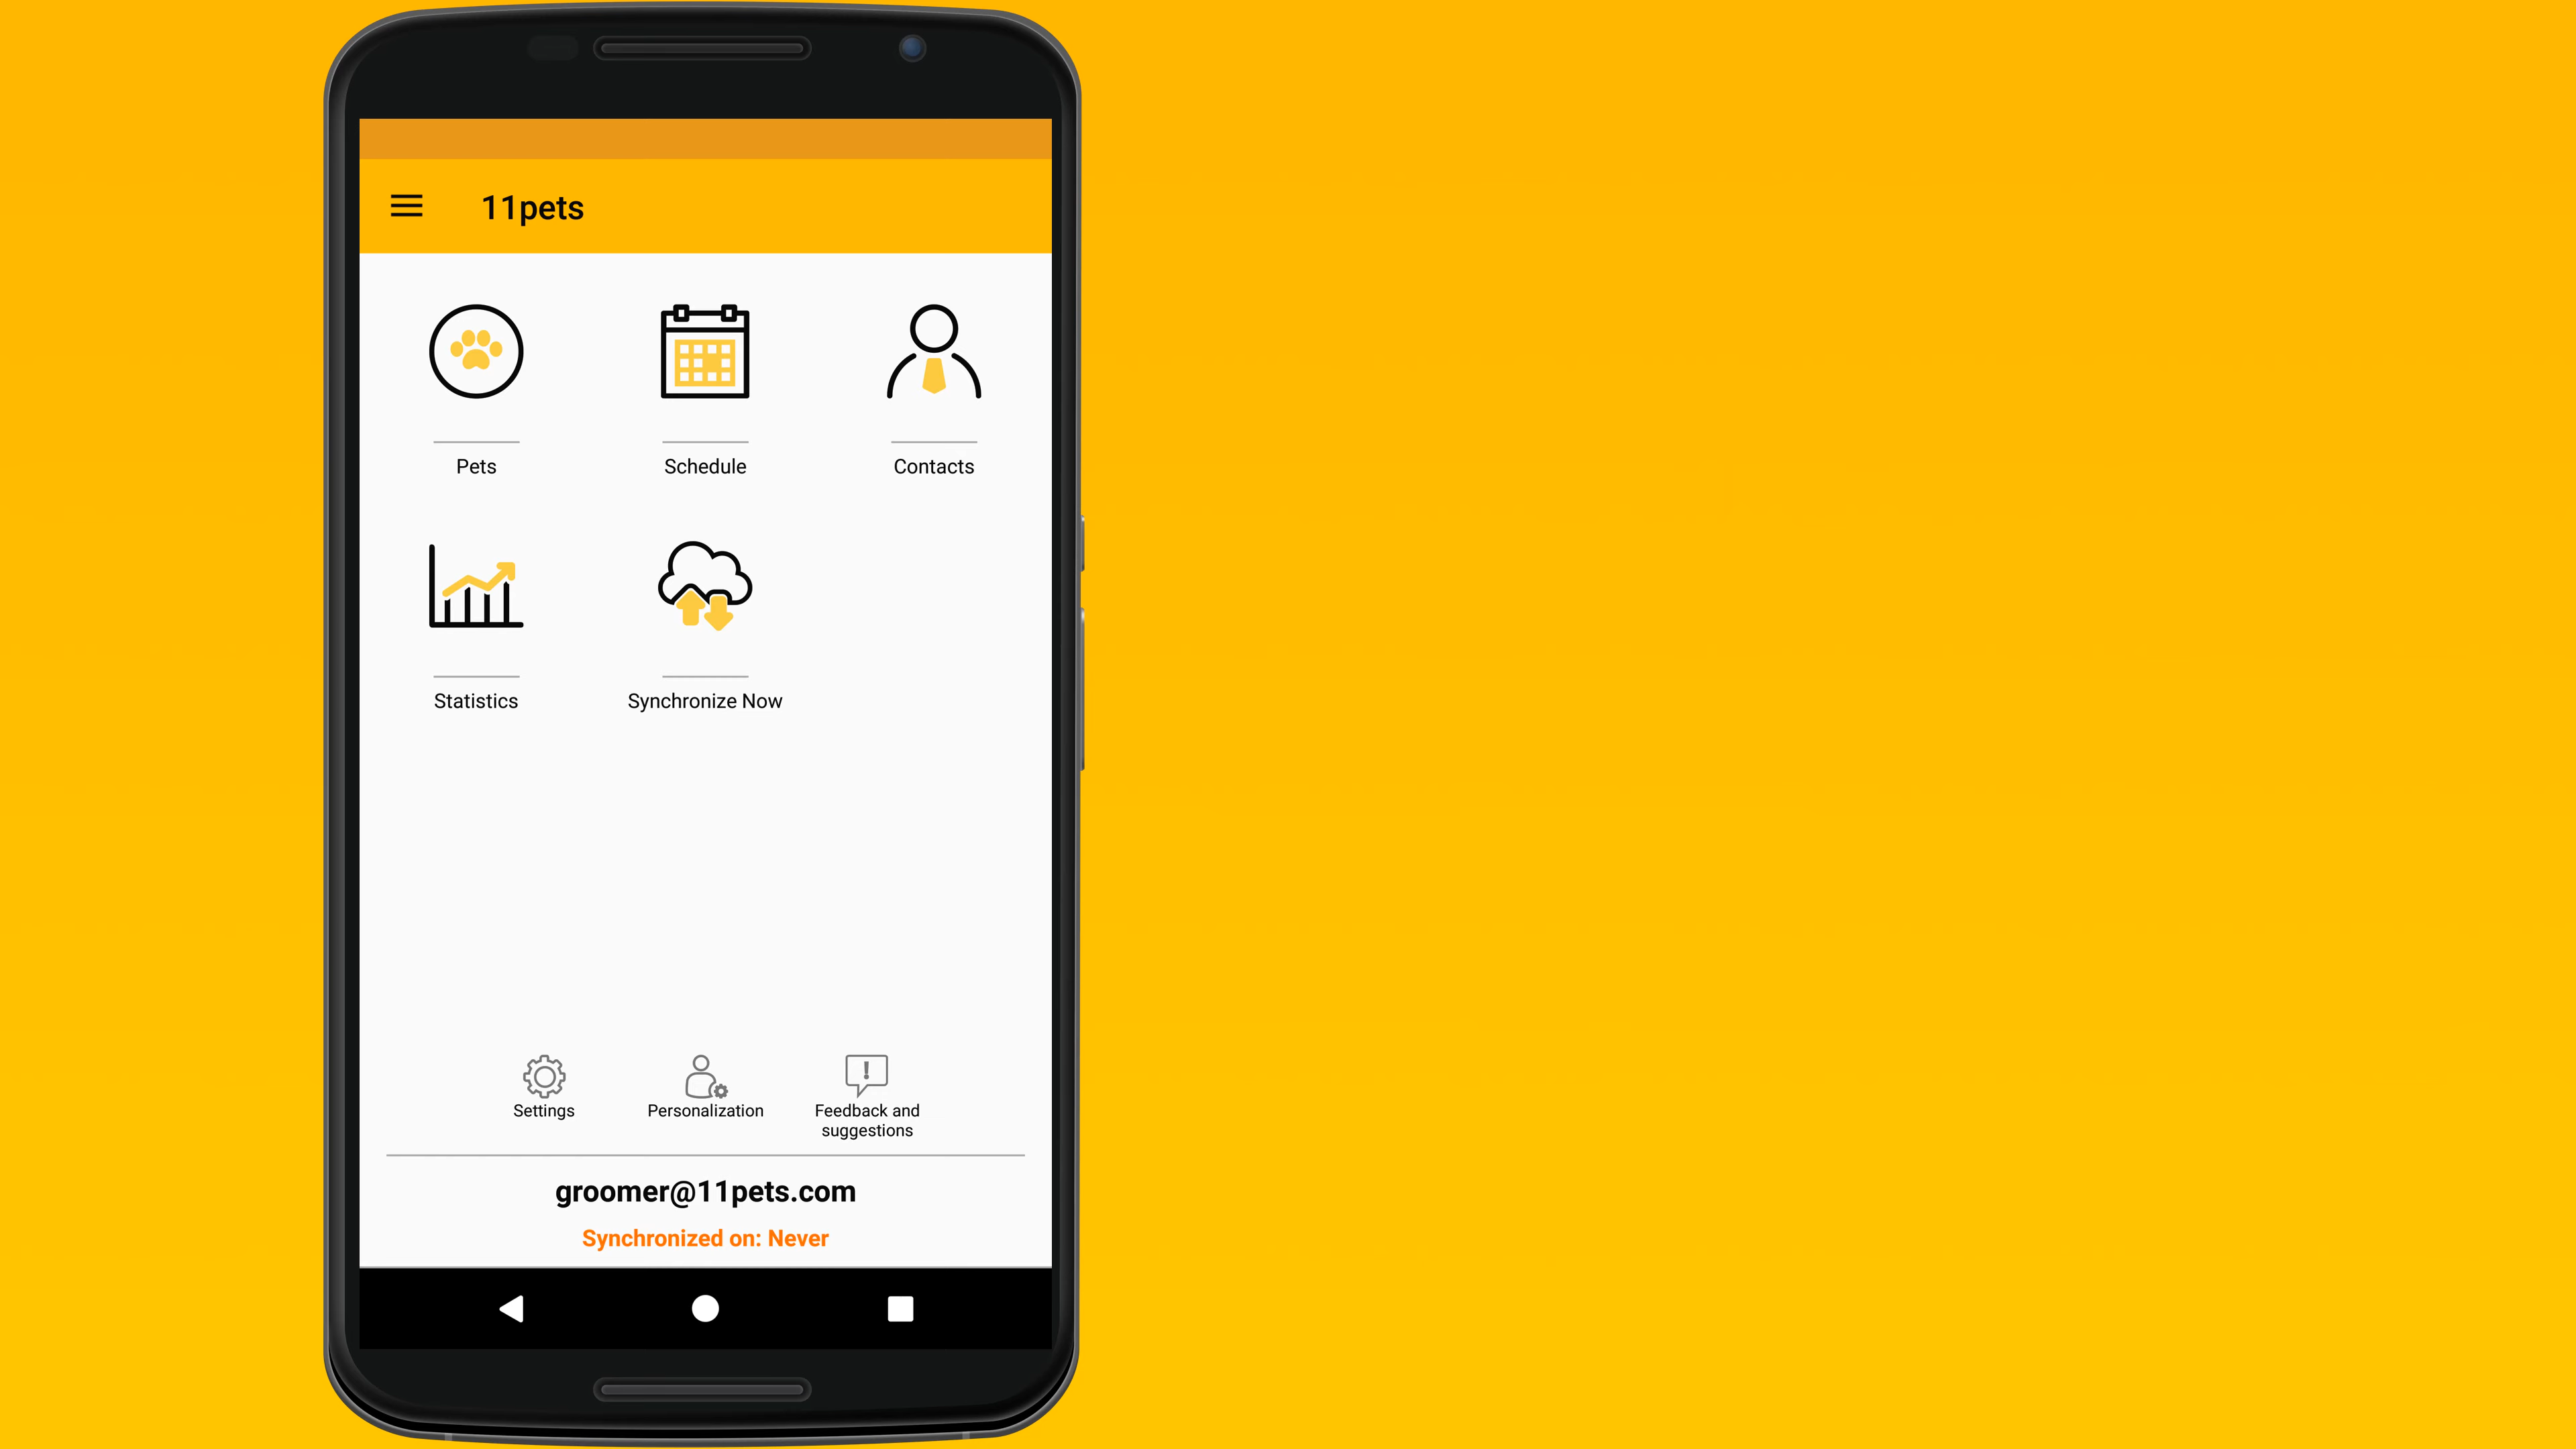 11pets
Pets
Schedule
Contacts
Statistics
Synchronize Now
Settings
Personalization
Feedback and
suggestions
groomer@11pets.com
Synchronized on: Never